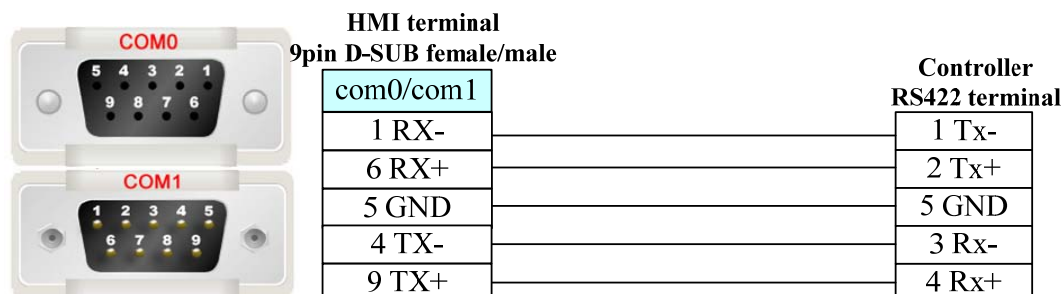 COM0
5 4 3 2 1
9 8 7 6
COM1
1 2 3 4 5
6 7 8 9
HMI terminal
9pin D-SUB female/male
com0/com1
1 RX-
6 RX+
5 GND
4 TX-
9 TX+
Controller
RS422 terminal
1 Tx-
2 Tx+
5 GND
3 Rx-
4 Rx+